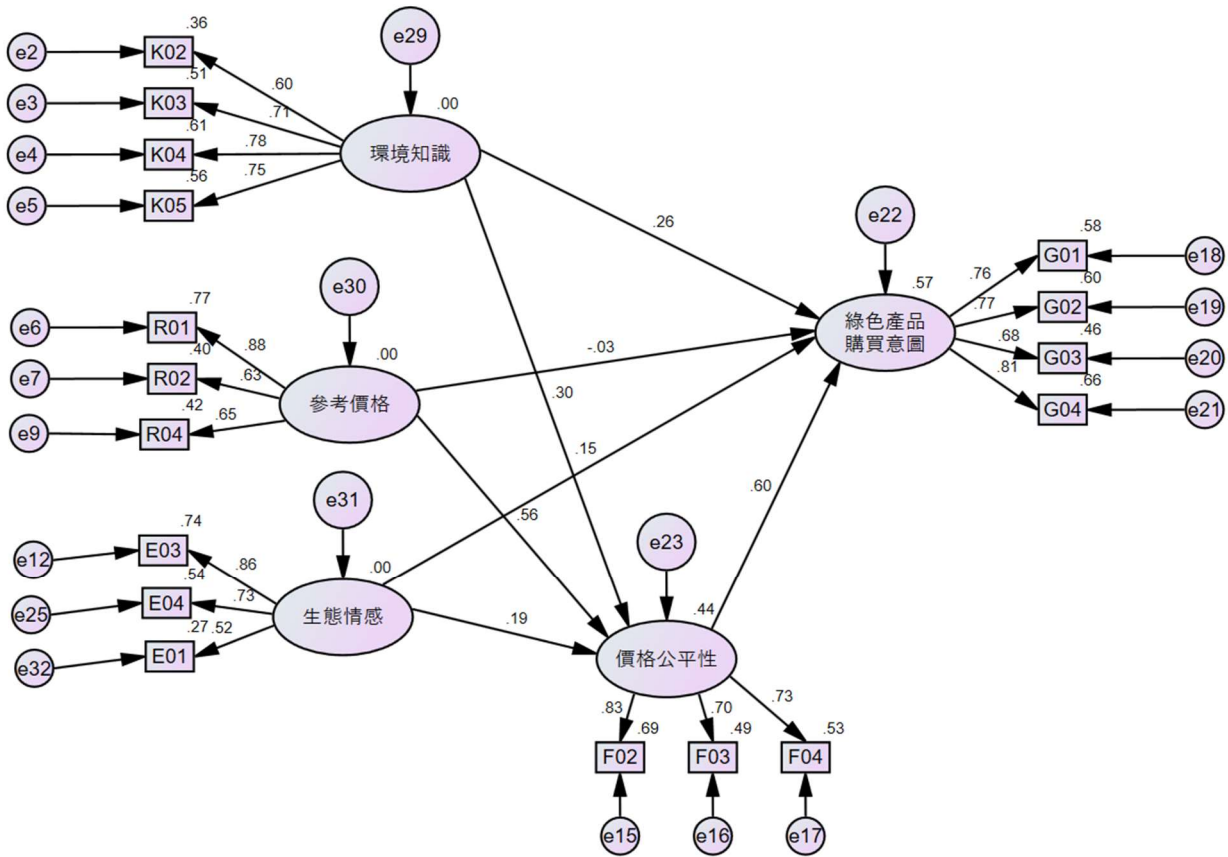 .36
e29
e2
K02
.51
.60
e3
K03
.71
.00
.61
e4
K04
.78
環境知識
.56
.75
e5
K05
.26
e22
.58
G01
e18
.76
.60
e30
.57
.77
G02
e19
.77
e6
R01
綠色產品
購買意圖
.68
.46
.88
.00
-.03
G03
e20
.40
.81
.66
e7
R02
.63
.30
參考價格
G04
e21
.42
.65
e9
R04
.15
.60
e31
.56
.74
e23
e12
E03
.86
.00
.54
.73
e25
E04
生態情感
.19
.44
.27
.52
e32
E01
價格公平性
.83
.70
.73
.69
.49
.53
F02
F03
F04
e15
e16
e17